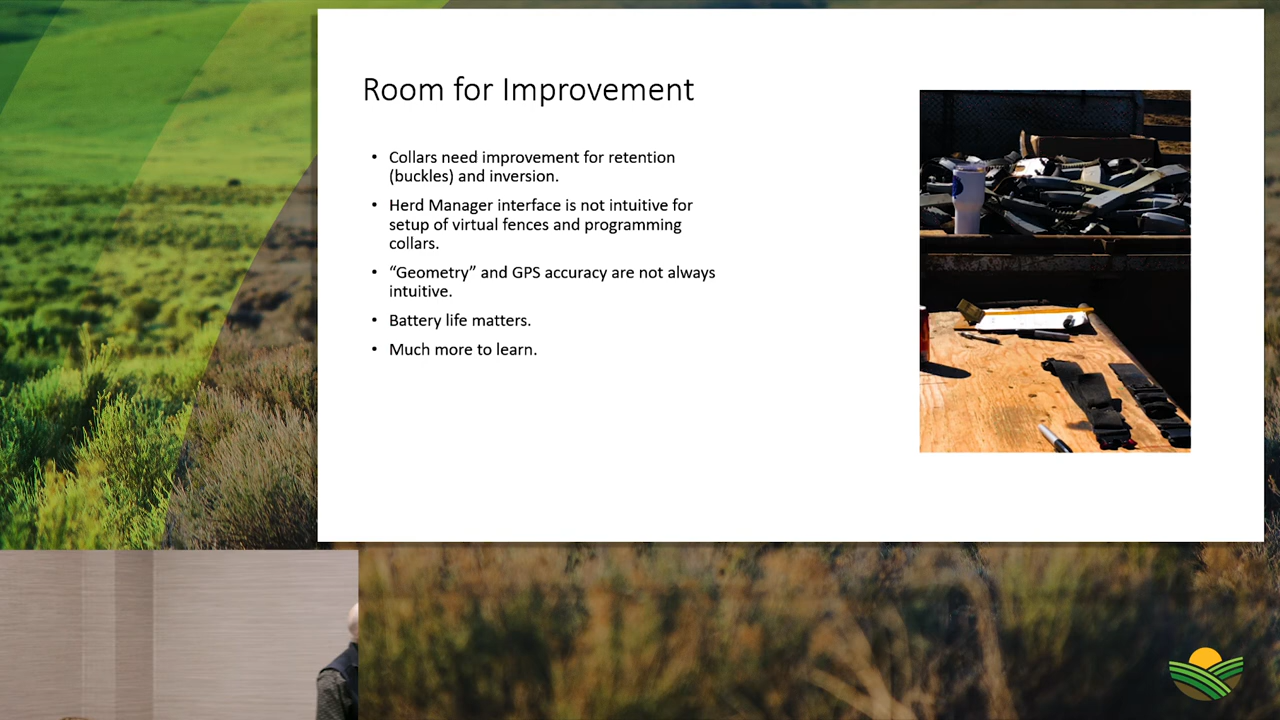 Room for Improvement
• Collars need improvement for retention
(buckles) and inversion.
• Herd Manager interface is not intuitive for
setup of virtual fences and programming
collars.
• “Geometry” and GPS accuracy are not always
intuitive.
• Battery life matters.
• Much more to learn.